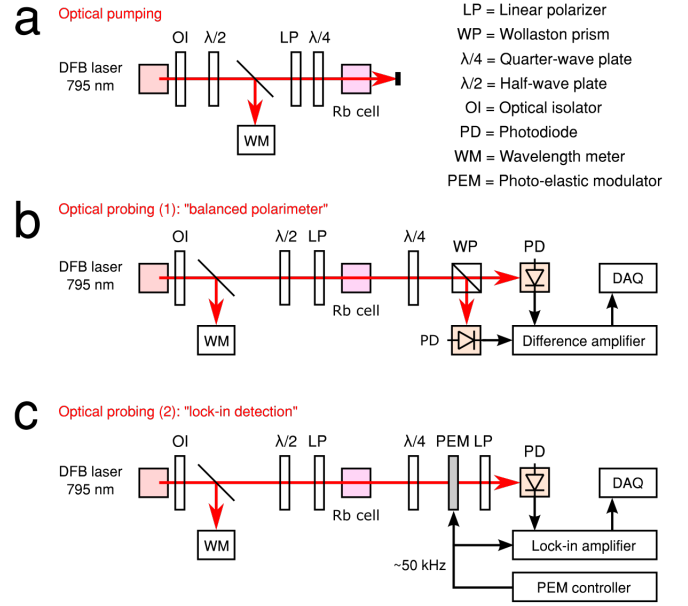 a
Optical pumping
OI
λ/2
LP
λ/4
DFB laser
795 nm
Rb cell
WM
LP = Linear polarizer
WP = Wollaston prism
λ/4 = Quarter-wave plate
λ/2 = Half-wave plate
OI = Optical isolator
PD = Photodiode
WM = Wavelength meter
PEM = Photo-elastic modulator
b
Optical probing (1): "balanced polarimeter"
OI
λ/2
LP
λ/4
WP
PD
DFB laser
795 nm
Rb cell
DAQ
WM
PD
Difference amplifier
c
Optical probing (2): "lock-in detection"
OI
λ/2
LP
λ/4
PEM
LP
PD
DFB laser
795 nm
Rb cell
DAQ
WM
Lock-in amplifier
~50 kHz
PEM controller